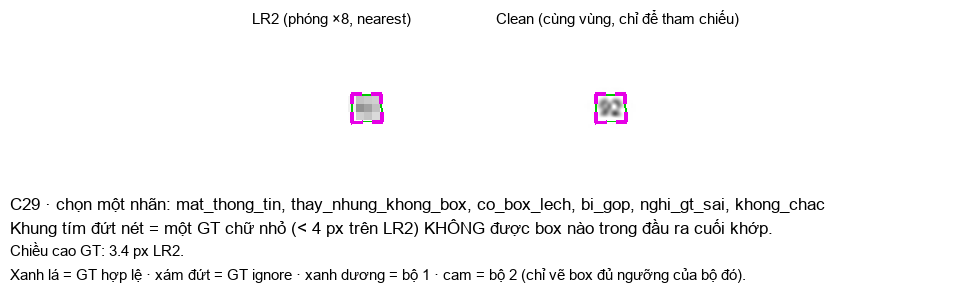 LR2 (phóng ×8, nearest)
Clean (cùng vùng, chỉ để tham chiếu)
92
C29 · chọn một nhãn: mat_thong_tin, thay_nhung_khong_box, co_box_lech, bi_gop, nghi_gt_sai, khong_chac
Khung tím đứt nét = một GT chữ nhỏ (< 4 px trên LR2) KHÔNG được box nào trong đầu ra cuối khớp.
Chiều cao GT: 3.4 px LR2.
Xanh lá = GT hợp lệ · xám đứt = GT ignore · xanh dương = bộ 1 · cam = bộ 2 (chỉ vẽ box đủ ngưỡng của bộ đó).